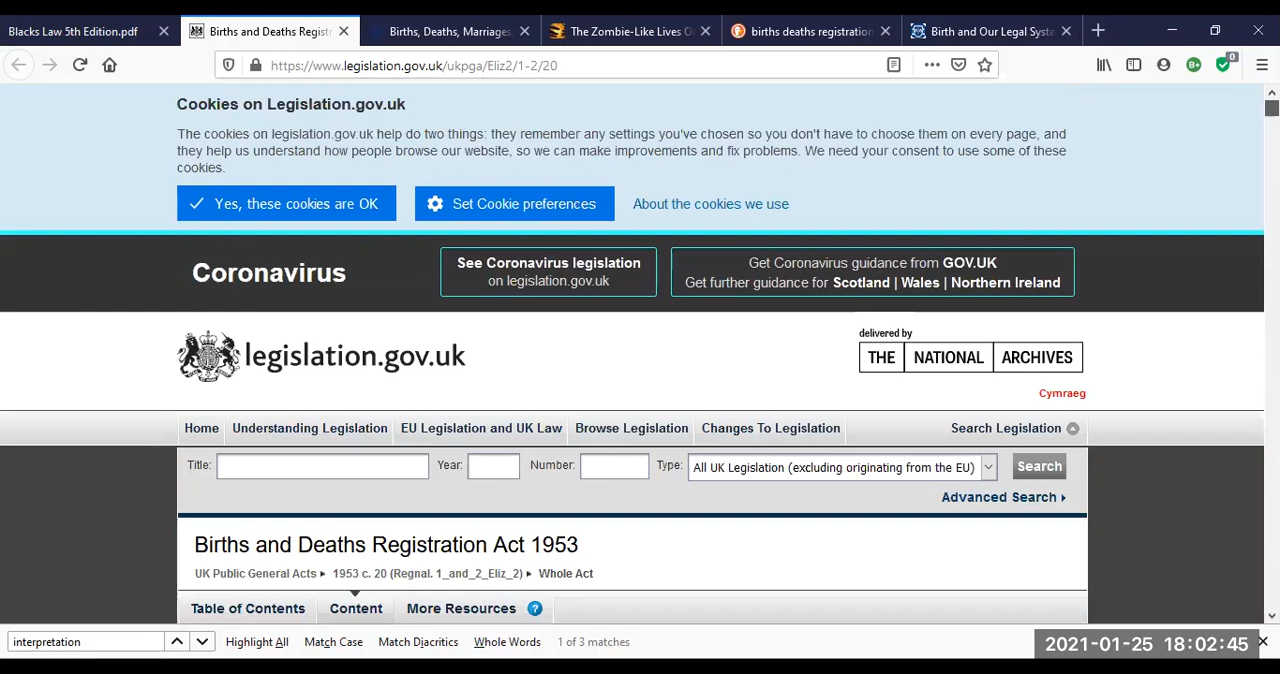 Blacks Law 5th Edition.pdf
Births and Deaths Registr
Births, Deaths, Marriages,
The Zombie-Like Lives O
births deaths registration
Birth and Our Legal Syst
https://www.legislation.gov.uk/ukpga/Eliz2/1-2/20
0
Cookies on Legislation.gov.uk
The cookies on legislation.gov.uk help do two things: they remember any settings you've chosen so you don't have to choose them on every page, and
they help us understand how people browse our website, so we can make improvements and fix problems. We need your consent to use some of these
cookies.
Yes, these cookies are OK
Set Cookie preferences
About the cookies we use
Coronavirus
See Coronavirus legislation
on legislation.gov.uk
Get Coronavirus guidance from GOV.UK
Get further guidance for Scotland | Wales | Northern Ireland
legislation.gov.uk
delivered by
THE NATIONAL ARCHIVES
Cymraeg
Home
Understanding Legislation
EU Legislation and UK Law
Browse Legislation
Changes To Legislation
Search Legislation
Title:
Year:
Number:
Type:
All UK Legislation (excluding originating from the EU)
Search
Advanced Search
Births and Deaths Registration Act 1953
UK Public General Acts
1953 c. 20 (Regnal. 1_and_2_Eliz_2)
Whole Act
Table of Contents
Content
More Resources
?
interpretation
Highlight All
Match Case
Match Diacritics
Whole Words
1 of 3 matches
2021-01-25 18:02:45